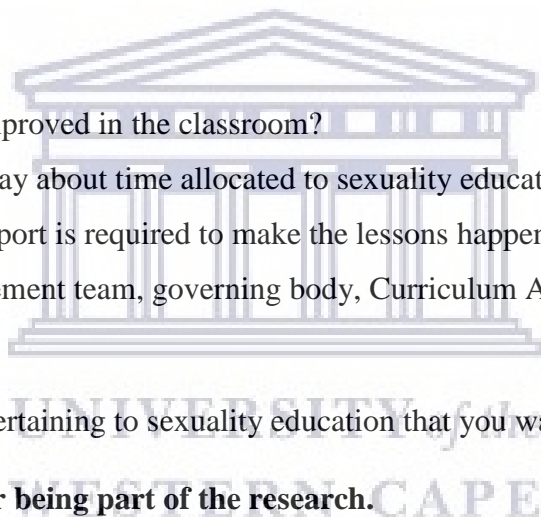 proved in the classroom?
ay about time allocated to sexuality educat
port is required to make the lessons happen
ement team, governing body, Curriculum A
ertaining to sexuality education that you wa
UNIVERSITY of the
r being part of the research.
WESTERN CAPE